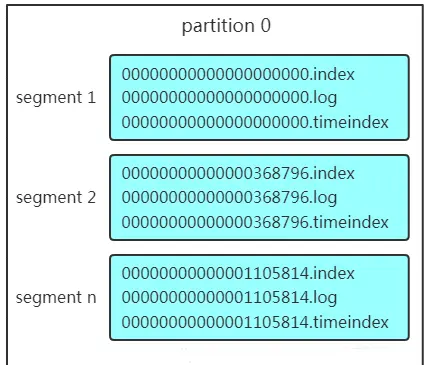 partition 0
segment 1
00000000000000000000.index
00000000000000000000.log
00000000000000000000.timeindex
segment 2
00000000000000368796.index
00000000000000368796.log
00000000000000368796.timeindex
segment n
00000000000001105814.index
00000000000001105814.log
00000000000001105814.timeindex